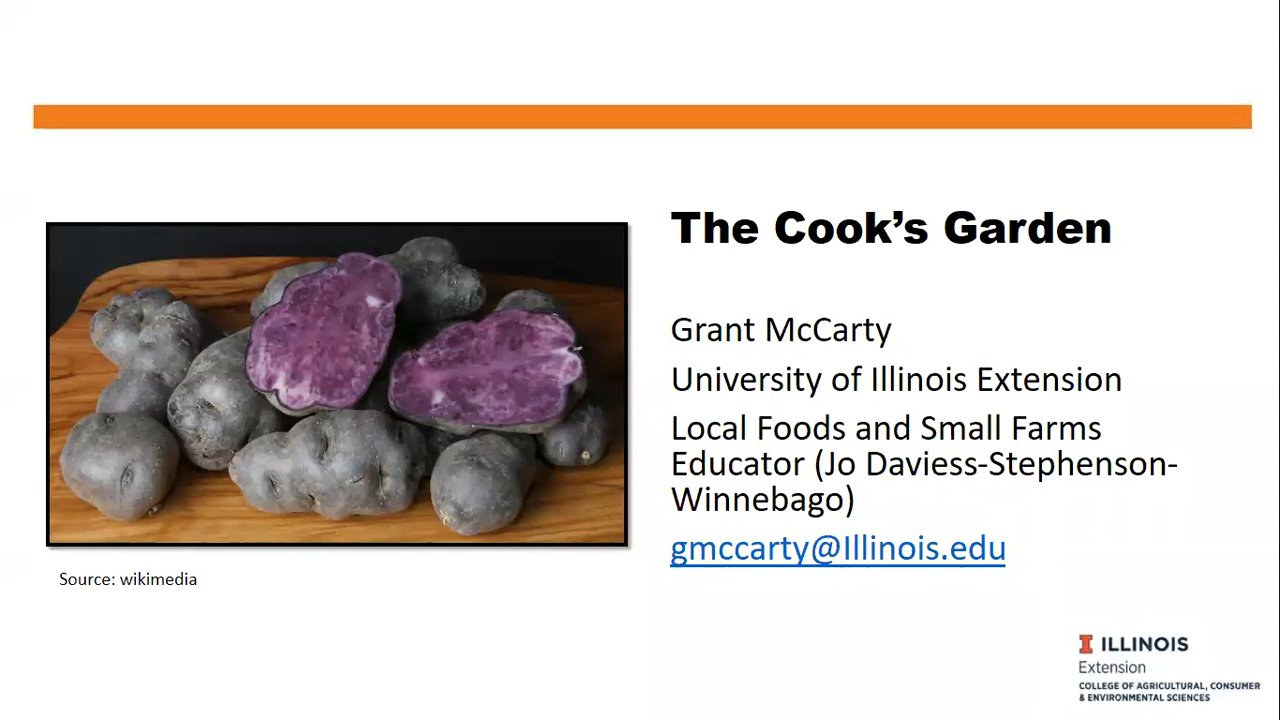 The Cook’s Garden
Grant McCarty
University of Illinois Extension
Local Foods and Small Farms
Educator (Jo Daviess-Stephenson-
Winnebago)
gmccarty@Illinois.edu
Source: wikimedia
I ILLINOIS
Extension
COLLEGE OF AGRICULTURAL, CONSUMER
& ENVIRONMENTAL SCIENCES